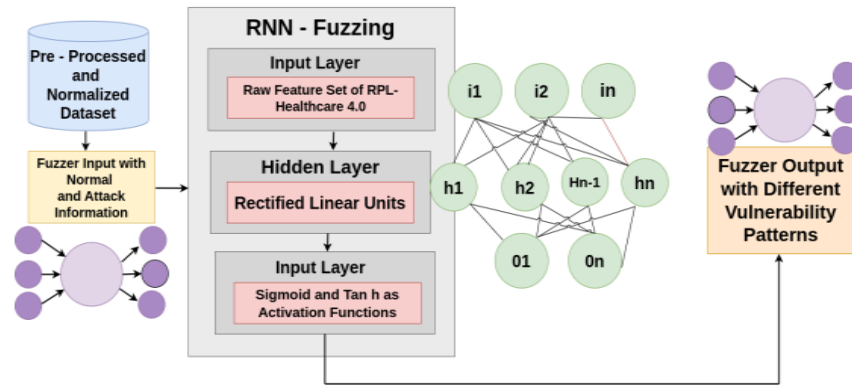 Pre - Processed
and
Normalized
Dataset
Fuzzer Input with
Normal
and Attack
Information
RNN - Fuzzing
Input Layer
Raw Feature Set of RPL-
Healthcare 4.0
Hidden Layer
Rectified Linear Units
Input Layer
Sigmoid and Tan h as
Activation Functions
i1
i2
in
h1
h2
Hn-1
hn
01
0n
Fuzzer Output
with Different
Vulnerability
Patterns